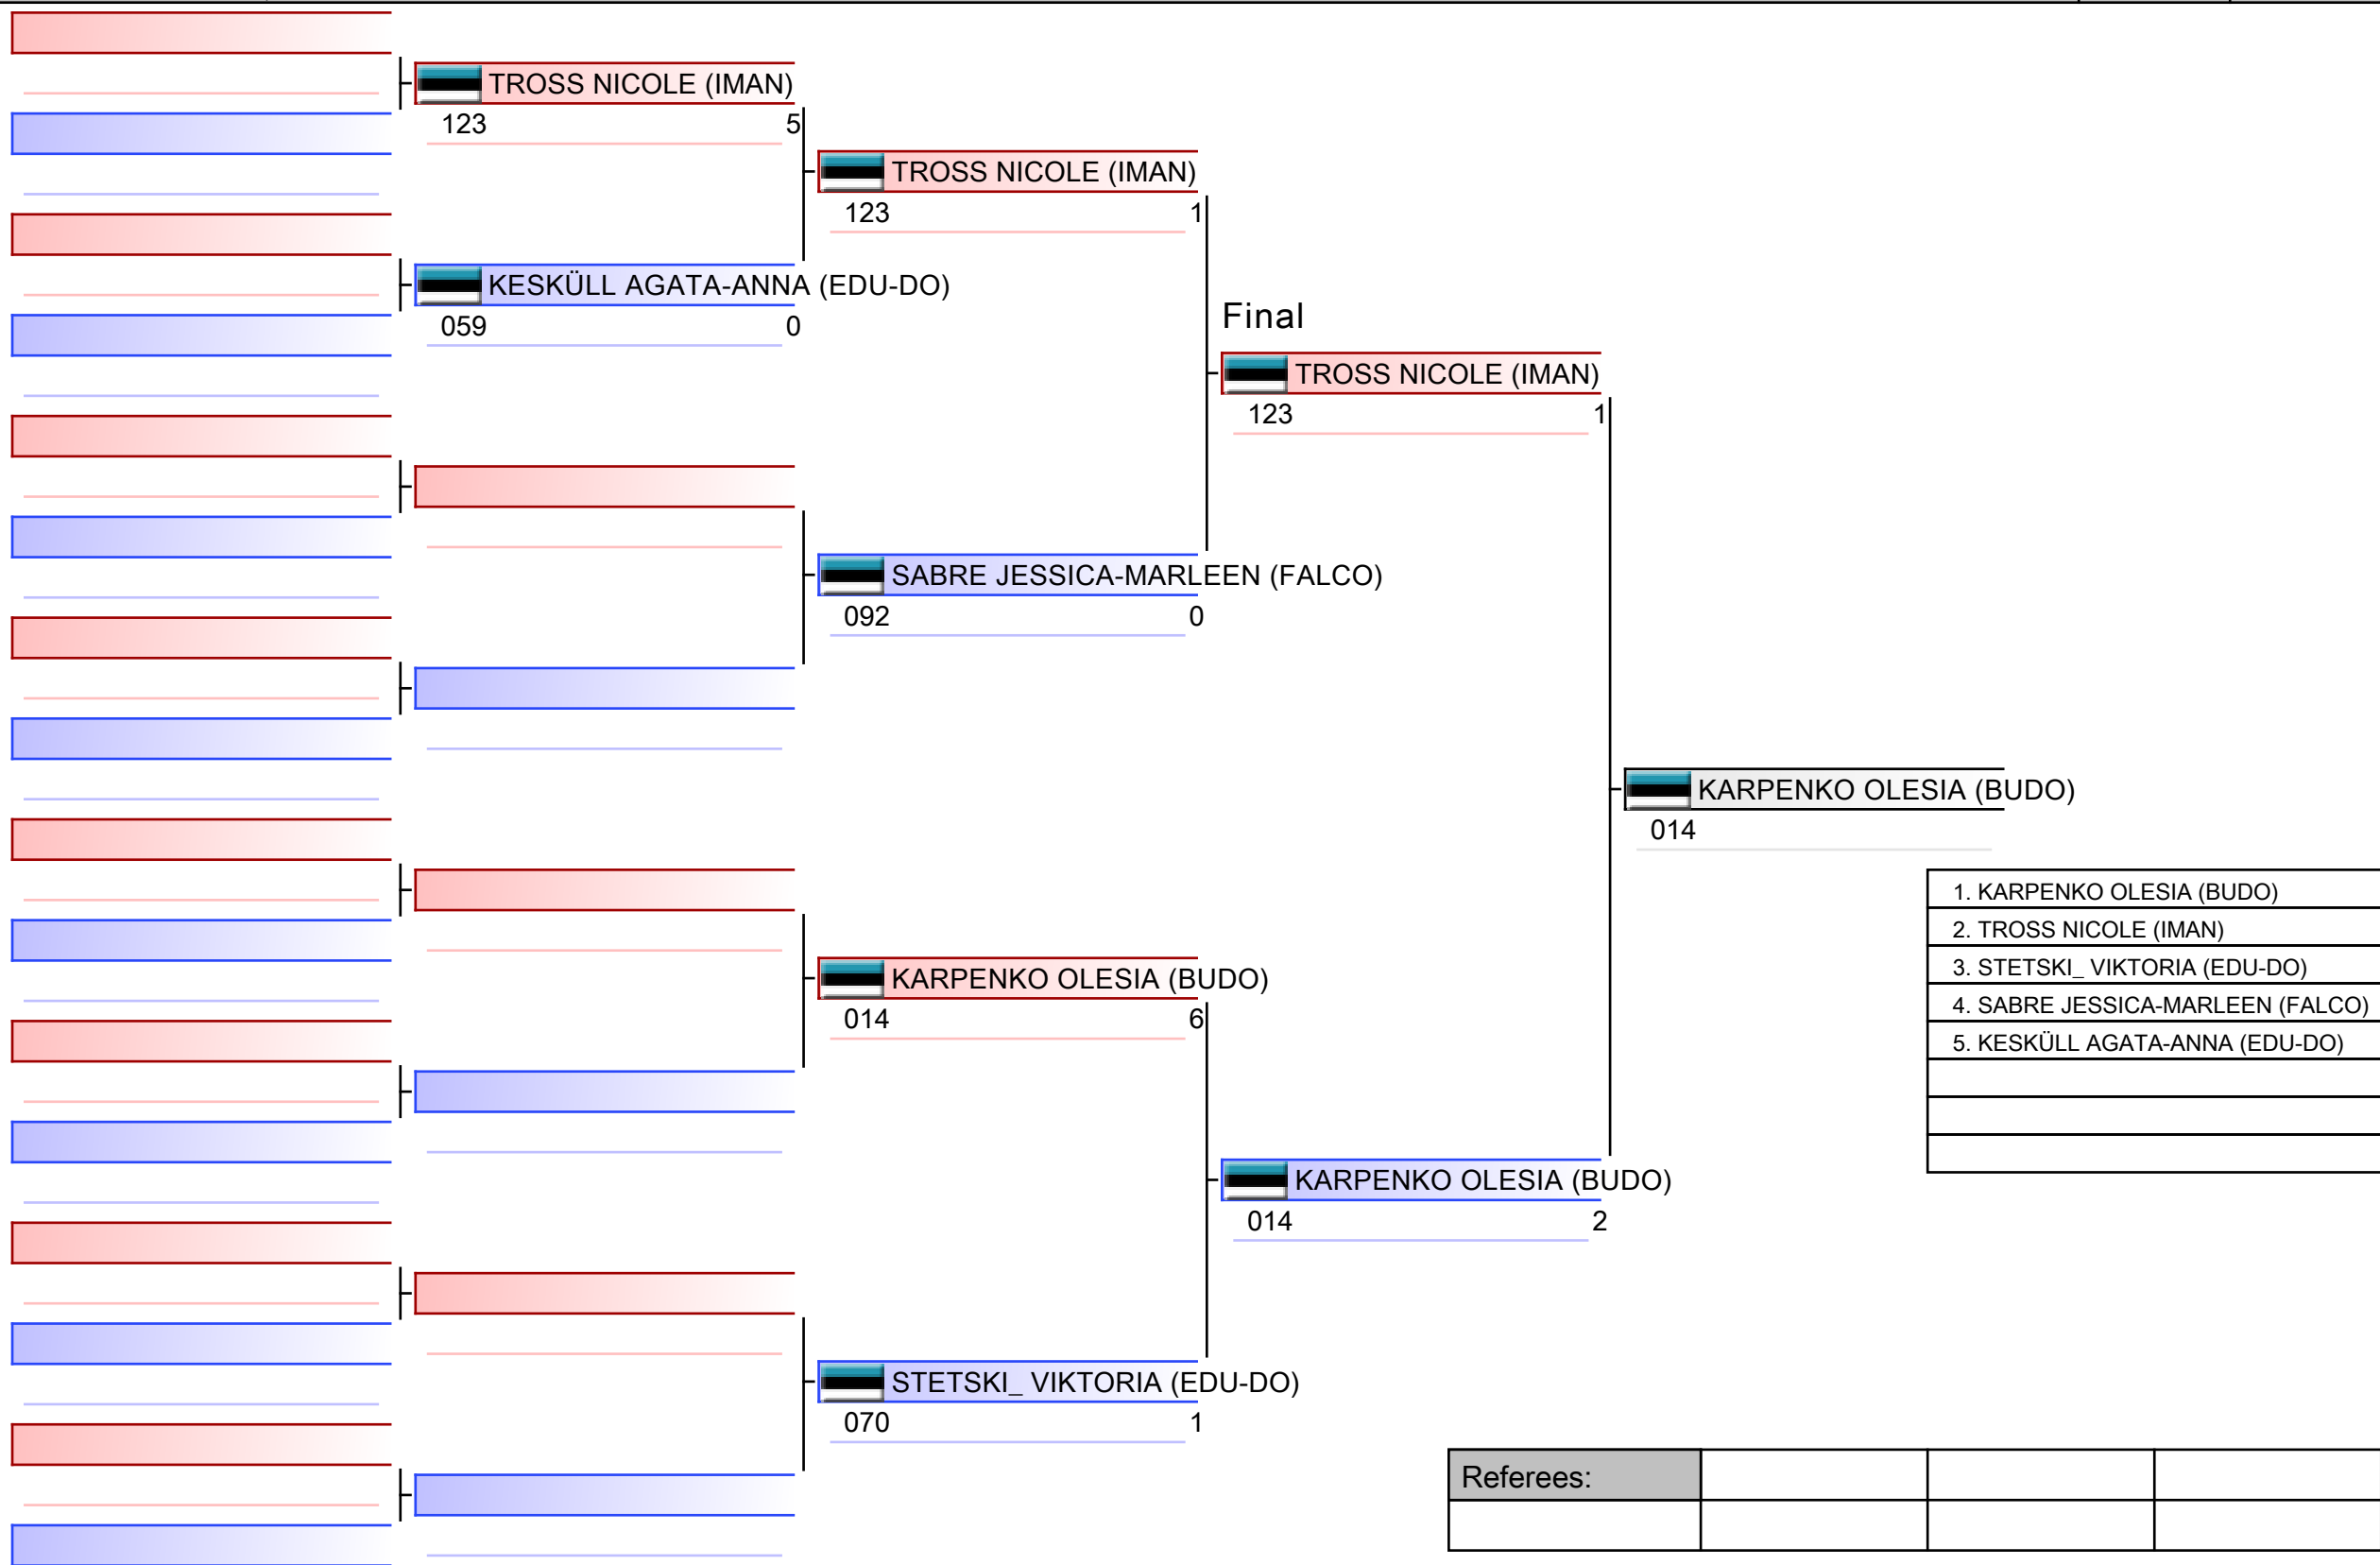 TROSS NICOLE (IMAN)
123 5
KESKÜLL AGATA-ANNA (EDU-DO)
059 0
TROSS NICOLE (IMAN)
123 1
SABRE JESSICA-MARLEEN (FALCO)
092 0
KARPENKO OLESIA (BUDO)
014 6
STETSKI_ VIKTORIA (EDU-DO)
070 1
Final
TROSS NICOLE (IMAN)
123 1
KARPENKO OLESIA (BUDO)
014 2
KARPENKO OLESIA (BUDO)
014
1. KARPENKO OLESIA (BUDO)
2. TROSS NICOLE (IMAN)
3. STETSKI_ VIKTORIA (EDU-DO)
4. SABRE JESSICA-MARLEEN (FALCO)
5. KESKÜLL AGATA-ANNA (EDU-DO)
Referees: